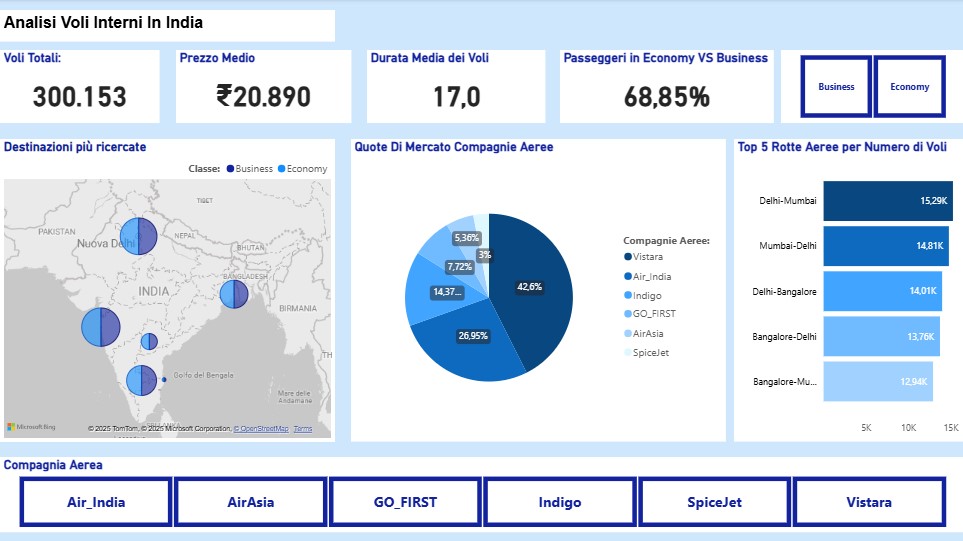 Analisi Voli Interni In India
Voli Totali:
300.153
Prezzo Medio
₹20.890
Durata Media dei Voli
17,0
Passeggeri in Economy VS Business
68,85%
Business
Economy
Destinazioni più ricercate
Classe: Business Economy
TIBET
PAKISTAN
Nuova Delhi
NEPAL
BHUTAN
BANGLADESH
INDIA
BIRMANIA
TH
Golfo del Bengala
Mare delle
Andamane
Microsoft Bing
© 2025 TomTom, © 2025 Microsoft Corporation, © OpenStreetMap Terms
Quote Di Mercato Compagnie Aeree
5,36%
3%
7,72%
14,37...
42,6%
26,95%
Compagnie Aeree:
Vistara
Air_India
Indigo
GO_FIRST
AirAsia
SpiceJet
Top 5 Rotte Aeree per Numero di Voli
Delhi-Mumbai 15,29K
Mumbai-Delhi 14,81K
Delhi-Bangalore 14,01K
Bangalore-Delhi 13,76K
Bangalore-Mu... 12,94K
5K 10K 15K
Compagnia Aerea
Air_India
AirAsia
GO_FIRST
Indigo
SpiceJet
Vistara